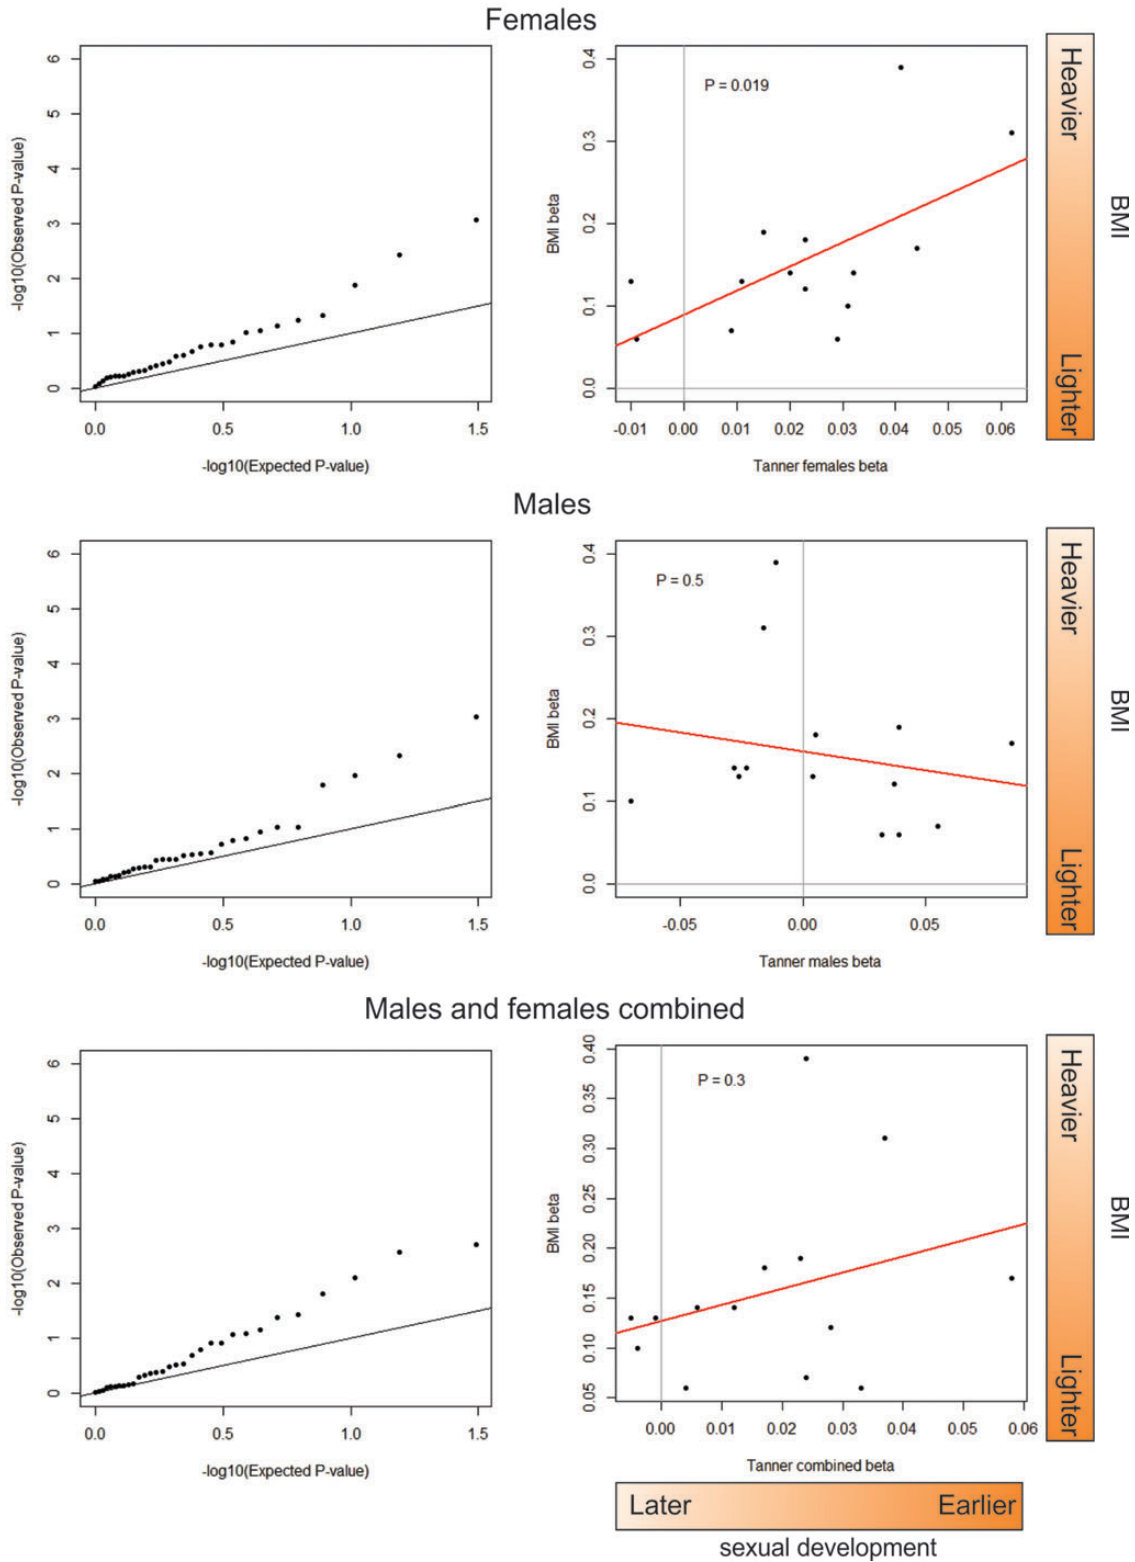 Females
-log10(Observed P-value)
6
5
4
3
2
1
0
0.0 0.5 1.0 1.5
-log10(Expected P-value)
P = 0.019
BMI beta
0.4
0.3
0.2
0.1
0.0
-0.01 0.00 0.01 0.02 0.03 0.04 0.05 0.06
Tanner females beta
Heavier
Lighter
BMI
Males
-log10(Observed P-value)
6
5
4
3
2
1
0
0.0 0.5 1.0 1.5
-log10(Expected P-value)
P = 0.5
BMI beta
0.4
0.3
0.2
0.1
0.0
-0.05 0.00 0.05
Tanner males beta
Heavier
Lighter
BMI
Males and females combined
-log10(Observed P-value)
6
5
4
3
2
1
0
0.0 0.5 1.0 1.5
-log10(Expected P-value)
P = 0.3
BMI beta
0.40
0.35
0.30
0.25
0.20
0.15
0.10
0.05
0.00 0.01 0.02 0.03 0.04 0.05 0.06
Tanner combined beta
Heavier
Lighter
BMI
Later Earlier
sexual development